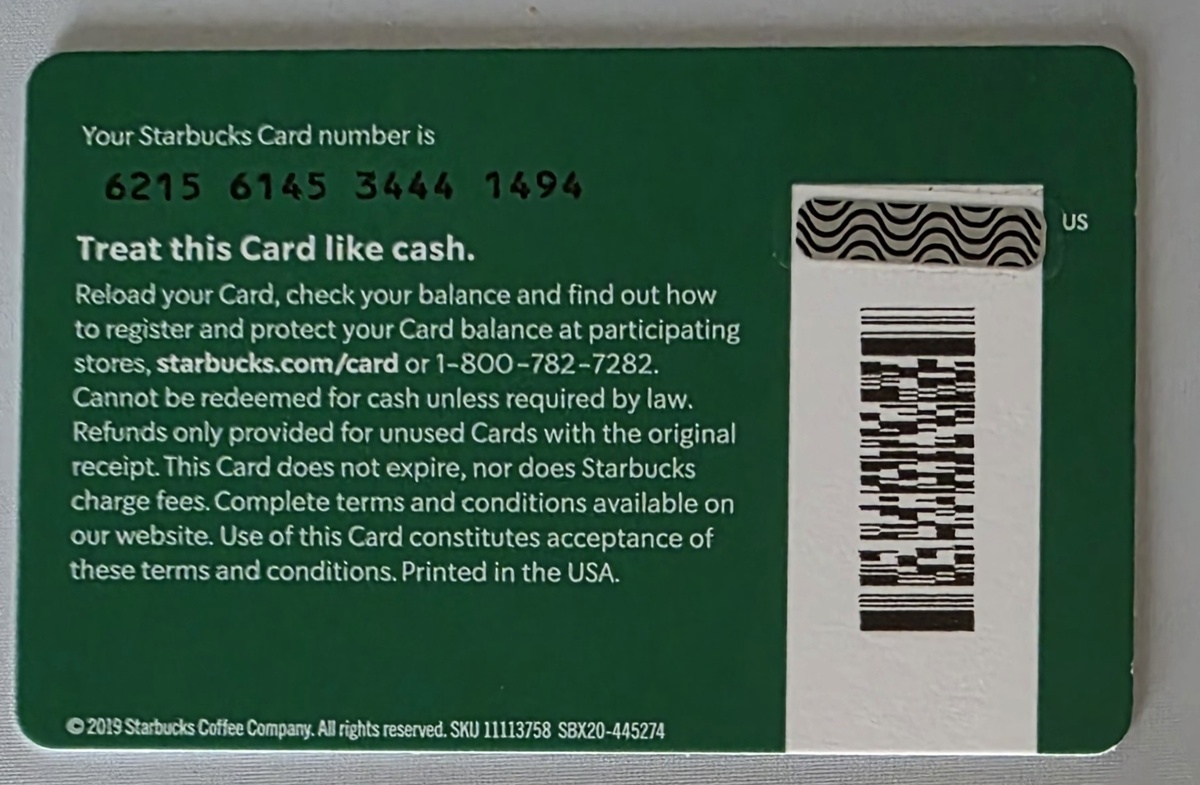 Your Starbucks Card number is
6215 6145 3444 1494
Treat this Card like cash.
Reload your Card, check your balance and find out how
to register and protect your Card balance at participating
stores, starbucks.com/card or 1-800-782-7282.
Cannot be redeemed for cash unless required by law.
Refunds only provided for unused Cards with the original
receipt. This Card does not expire, nor does Starbucks
charge fees. Complete terms and conditions available on
our website. Use of this Card constitutes acceptance of
these terms and conditions. Printed in the USA.
US
© 2019 Starbucks Coffee Company. All rights reserved. SKU 11113758 SBX20-445274